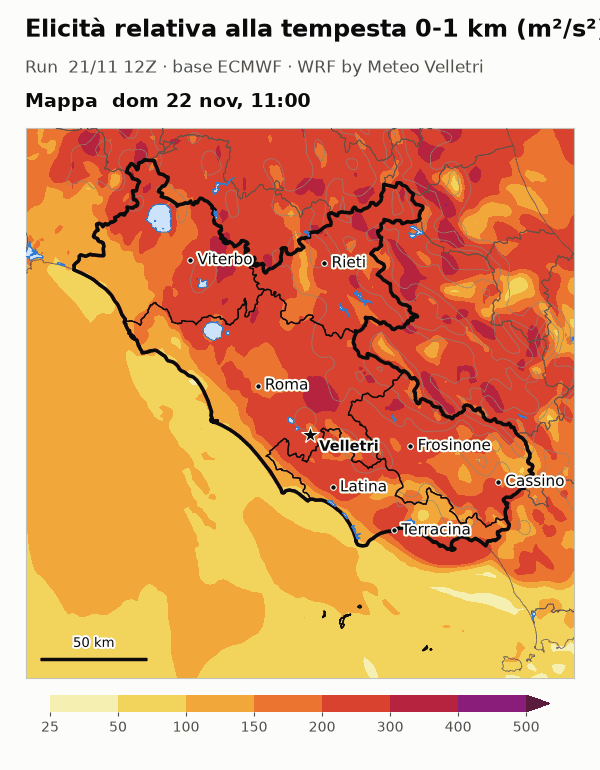 Elicità relativa alla tempesta 0-1 km (m²/s²)
Run 21/11 12Z · base ECMWF · WRF by Meteo Velletri
Mappa dom 22 nov, 11:00
Viterbo
Rieti
Roma
Velletri
Frosinone
Cassino
Latina
Terracina
50 km
25 50 100 150 200 300 400 500